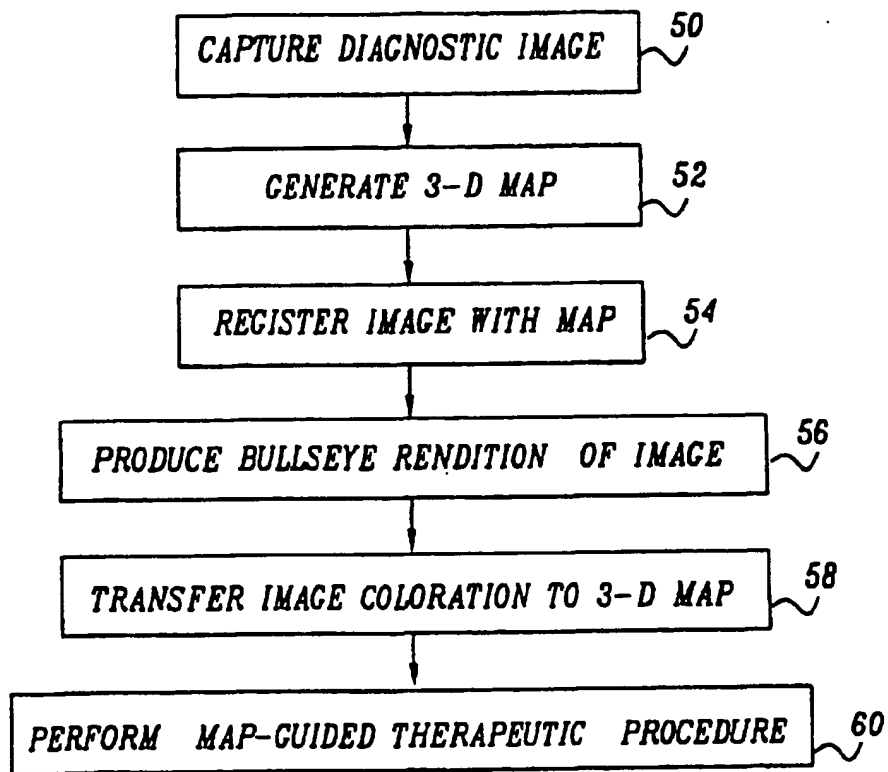 CAPTURE DIAGNOSTIC IMAGE 50
GENERATE 3-D MAP 52
REGISTER IMAGE WITH MAP 54
PRODUCE BULLSEYE RENDITION OF IMAGE 56
TRANSFER IMAGE COLORATION TO 3-D MAP 58
PERFORM MAP-GUIDED THERAPEUTIC PROCEDURE 60